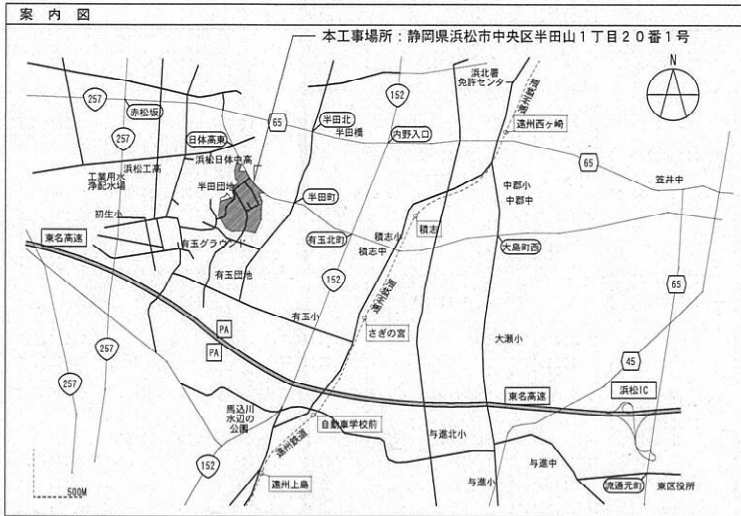 案内図
本工事場所：静岡県浜松市中央区半田山１丁目２０番１号
N
浜北署
免許センター
遠州鉄道
257
152
赤松坂
65
半田北
半田橋
内野入口
遠州西ヶ崎
257
日体高東
浜松工高
浜松日体中高
65
工業用水
浄配水場
半田団地
中郡小
中郡中
笠井中
初生小
半田町
積志
東名高速
有玉グラウンド
有玉北町
積志小
積志中
大島町西
有玉団地
152
遠州鉄道
65
有玉小
PA
PA
さぎの宮
大瀬小
257
45
257
東名高速
浜松IC
馬込川
水辺の
公園
自動車学校前
与進北小
遠州鉄道
152
与進中
遠州上島
与進小
流通元町
東区役所
500M